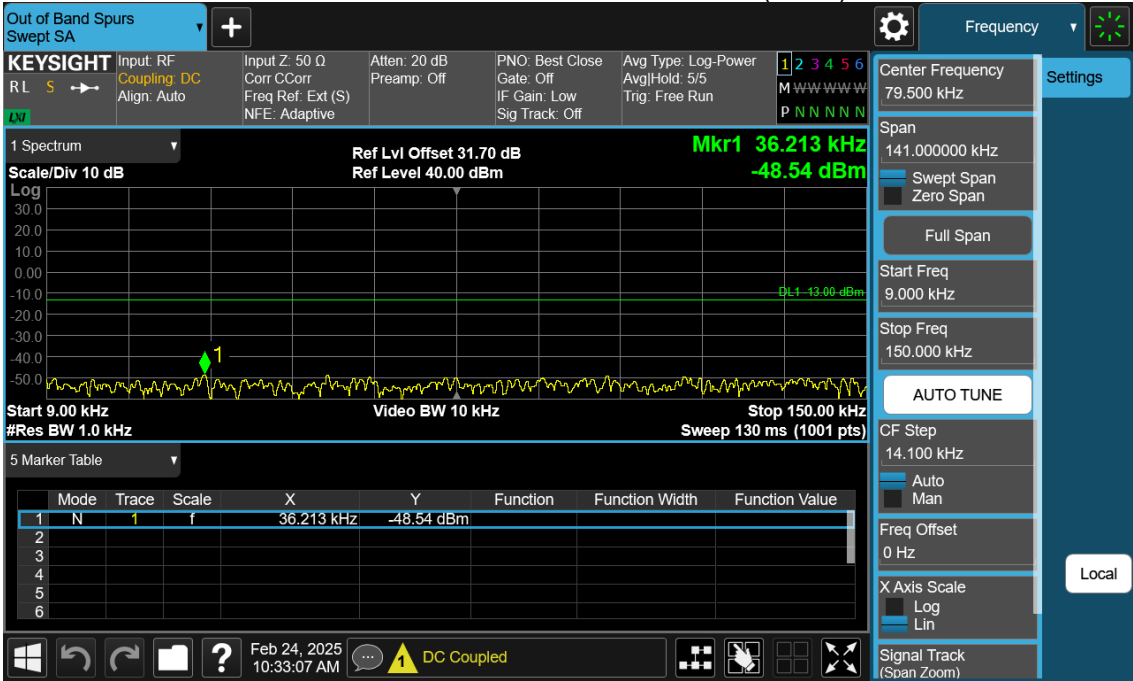 Out of Band Spurs
Swept SA
+
Frequency
KEYSIGHT
R L S
LXI
Input: RF
Coupling: DC
Align: Auto
Input Z: 50 Ω
Corr CCorr
Freq Ref: Ext (S)
NFE: Adaptive
Atten: 20 dB
Preamp: Off
PNO: Best Close
Gate: Off
IF Gain: Low
Sig Track: Off
Avg Type: Log-Power
Avg|Hold: 5/5
Trig: Free Run
1 2 3 4 5 6
M W W W W W
P N N N N N
1 Spectrum
Scale/Div 10 dB
Ref Lvl Offset 31.70 dB
Ref Level 40.00 dBm
Mkr1 36.213 kHz
-48.54 dBm
Log
30.0
20.0
10.0
0.00
-10.0
-20.0
-30.0
-40.0
-50.0
DL1 -13.00 dBm
1
Start 9.00 kHz
#Res BW 1.0 kHz
Video BW 10 kHz
Stop 150.00 kHz
Sweep 130 ms (1001 pts)
5 Marker Table
Mode Trace Scale X Y Function Function Width Function Value
1 N 1 f 36.213 kHz -48.54 dBm
2
3
4
5
6
?
Feb 24, 2025
10:33:07 AM
1
DC Coupled
Center Frequency
79.500 kHz
Span
141.000000 kHz
Swept Span
Zero Span
Full Span
Start Freq
9.000 kHz
Stop Freq
150.000 kHz
AUTO TUNE
CF Step
14.100 kHz
Auto
Man
Freq Offset
0 Hz
X Axis Scale
Log
Lin
Signal Track
(Span Zoom)
Settings
Local